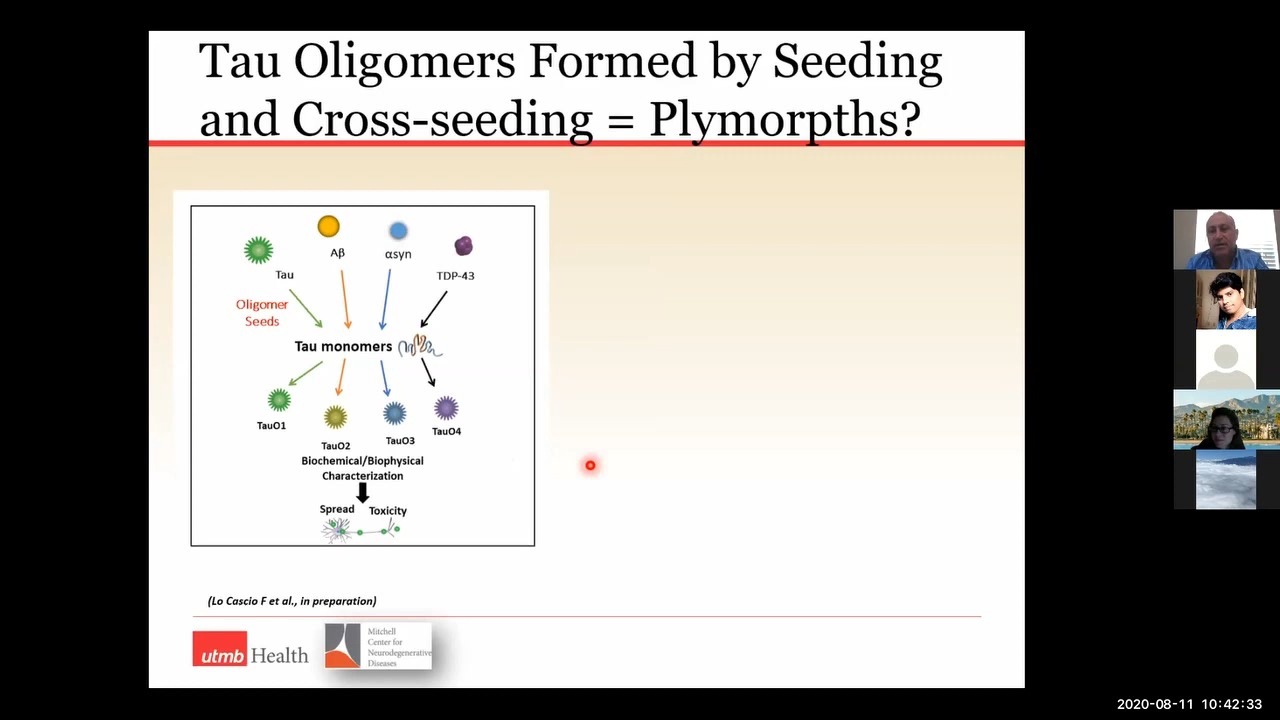 Tau Oligomers Formed by Seeding
and Cross-seeding = Plymorpths?
Aβ
αsyn
Tau
TDP-43
Oligomer
Seeds
Tau monomers
TauO1
TauO2
TauO3
TauO4
Biochemical/Biophysical
Characterization
Spread
Toxicity
(Lo Cascio F et al., in preparation)
utmb Health
Mitchell
Center for
Neurodegenerative
Diseases
2020-08-11 10:42:33